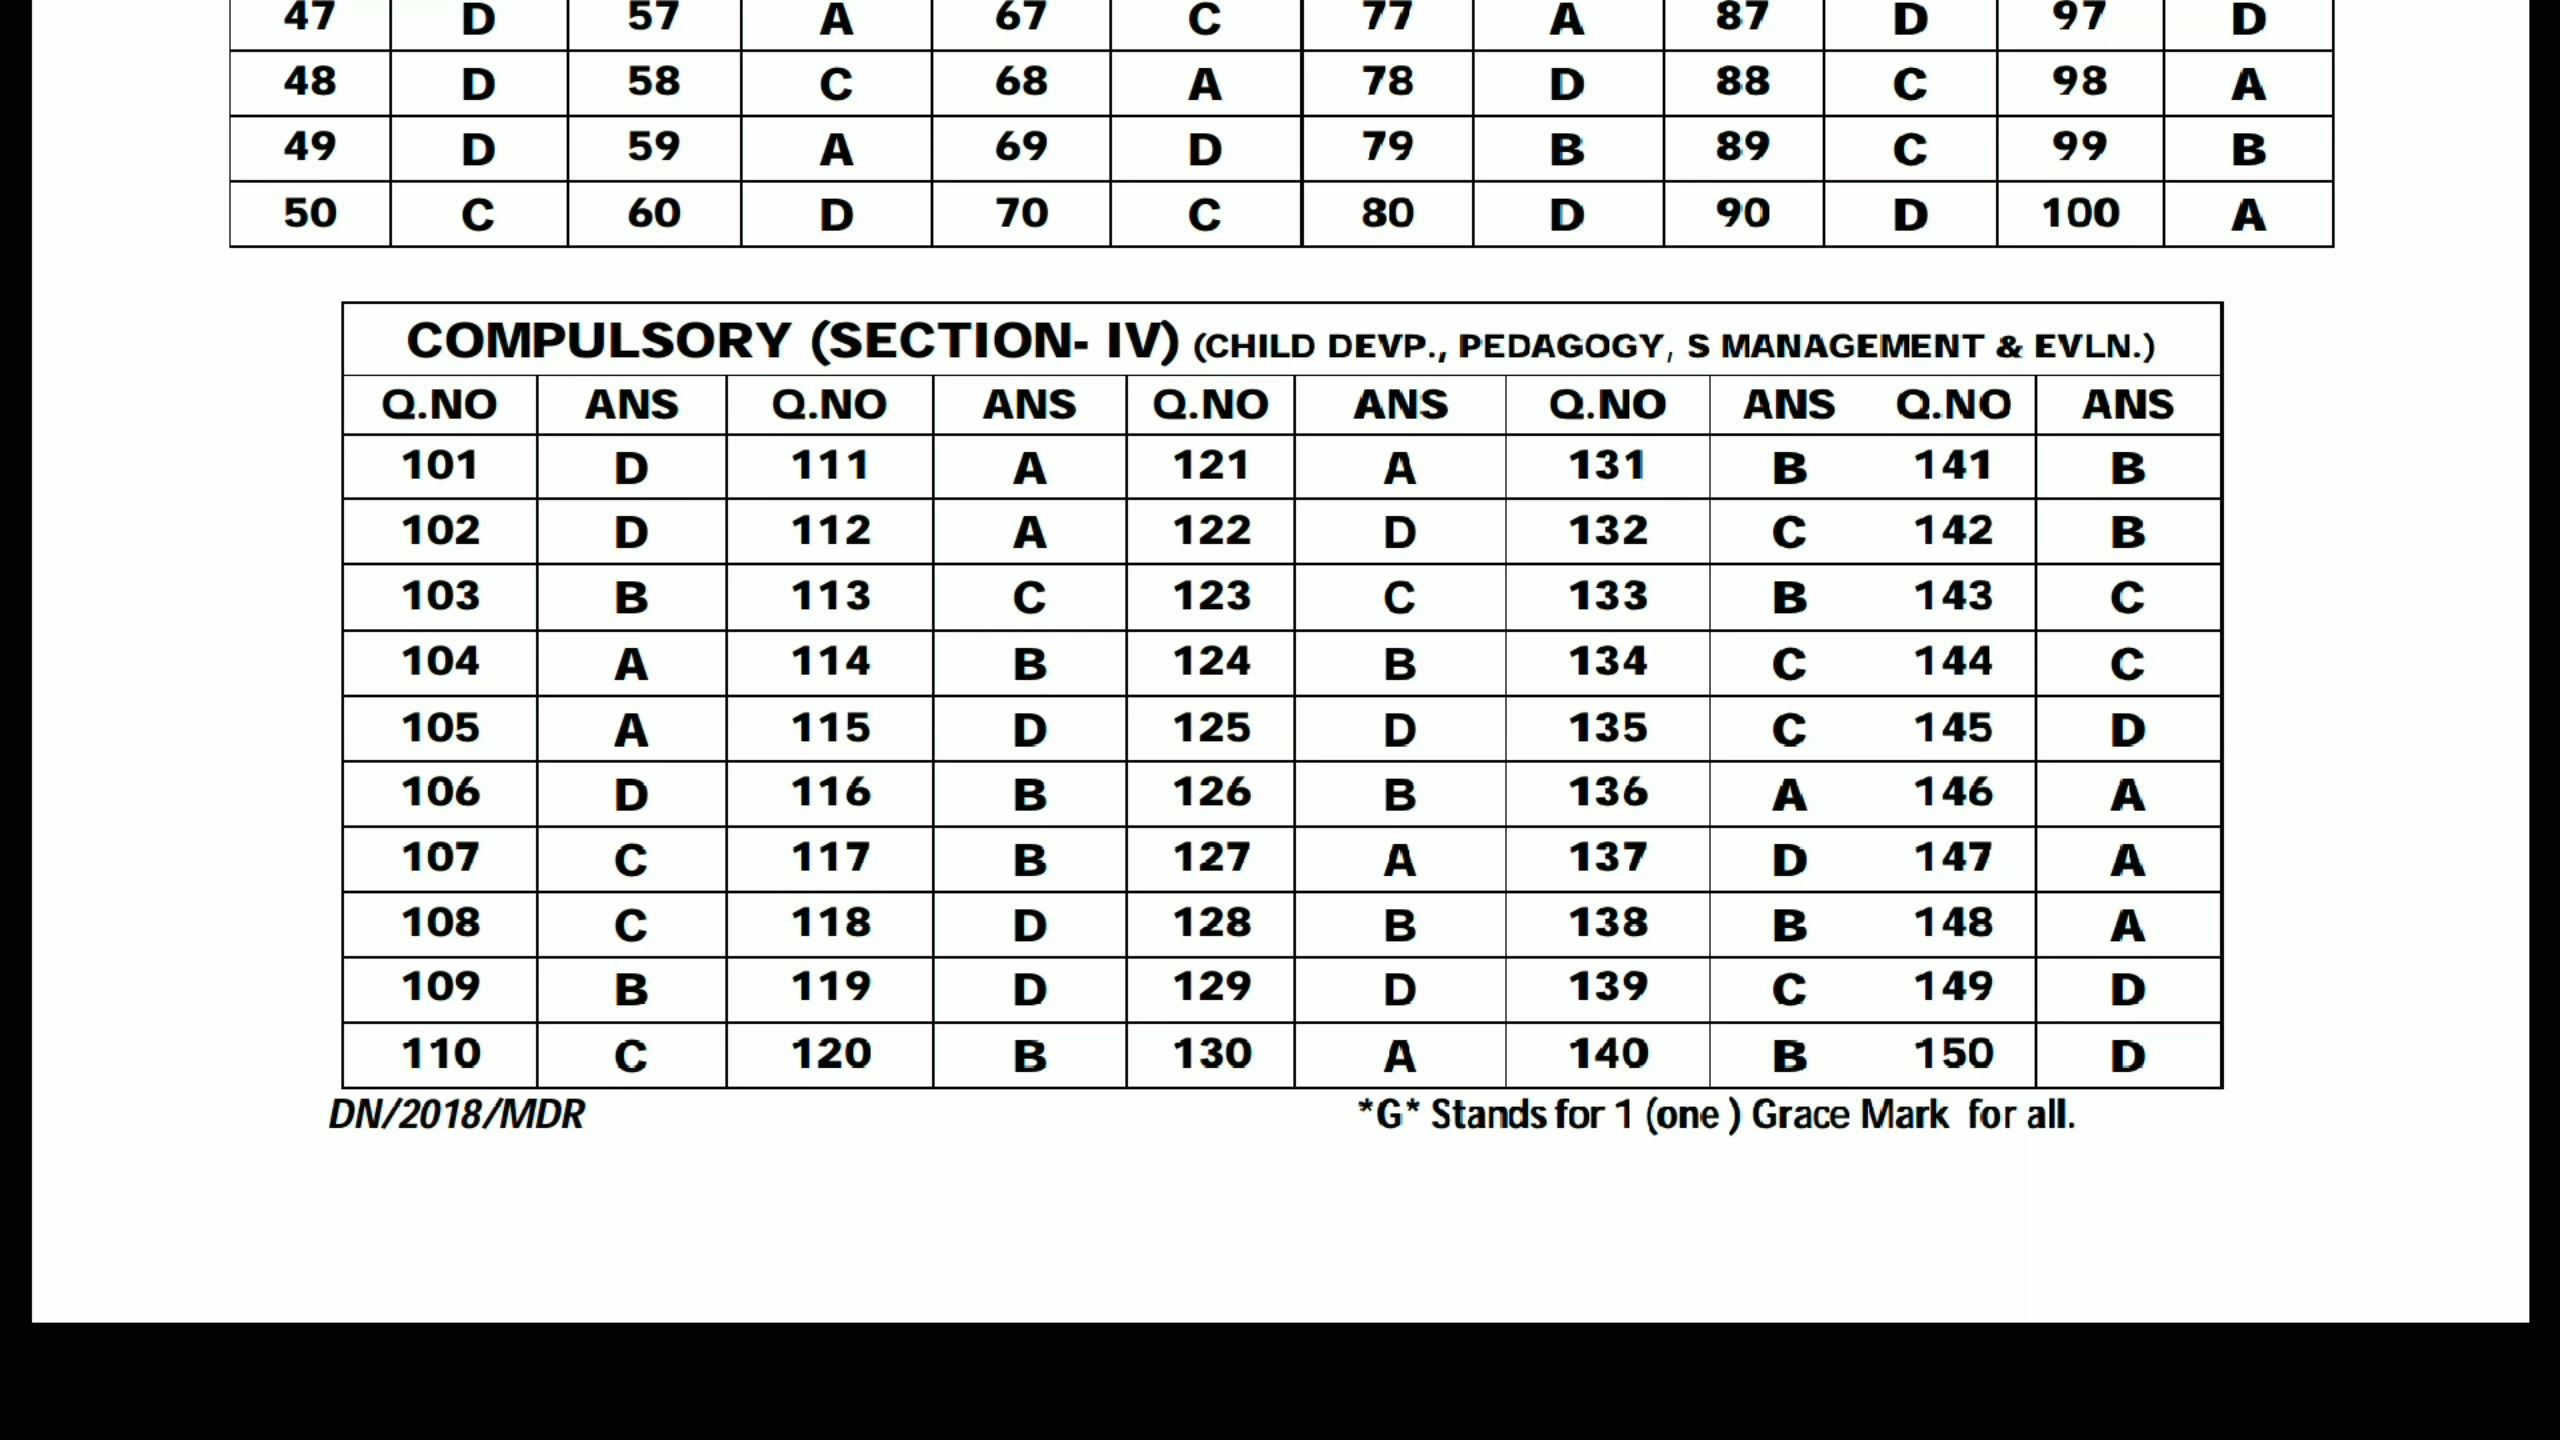 47 D 57 A 67 C 77 A 87 D 97 D
48 D 58 C 68 A 78 D 88 C 98 A
49 D 59 A 69 D 79 B 89 C 99 B
50 C 60 D 70 C 80 D 90 D 100 A
COMPULSORY (SECTION- IV) (CHILD DEVP., PEDAGOGY, S MANAGEMENT & EVLN.)
Q.NO ANS Q.NO ANS Q.NO ANS Q.NO ANS Q.NO ANS
101 D 111 A 121 A 131 B 141 B
102 D 112 A 122 D 132 C 142 B
103 B 113 C 123 C 133 B 143 C
104 A 114 B 124 B 134 C 144 C
105 A 115 D 125 D 135 C 145 D
106 D 116 B 126 B 136 A 146 A
107 C 117 B 127 A 137 D 147 A
108 C 118 D 128 B 138 B 148 A
109 B 119 D 129 D 139 C 149 D
110 C 120 B 130 A 140 B 150 D
DN/2018/MDR *G* Stands for 1 (one ) Grace Mark for all.